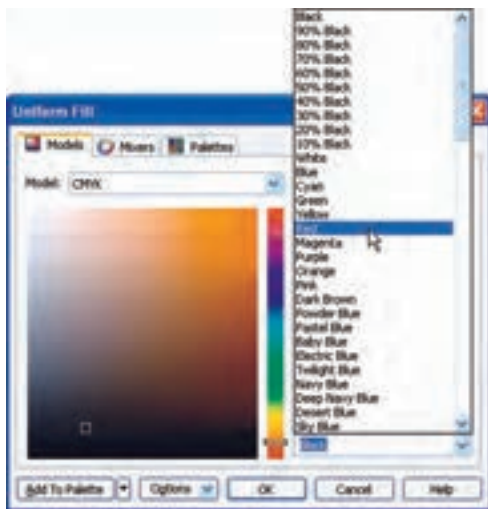 Black
90% Black
80% Black
70% Black
60% Black
50% Black
40% Black
30% Black
20% Black
10% Black
White
Blue
Cyan
Green
Yellow
Red
Magenta
Purple
Orange
Pink
Dark Brown
Powder Blue
Pastel Blue
Baby Blue
Electric Blue
Twilight Blue
Navy Blue
Deep Navy Blue
Desert Blue
Sky Blue
Uniform Fill
Models Mixers Palettes
Model: CMYK
Black
Add To Palette Options OK Cancel Help